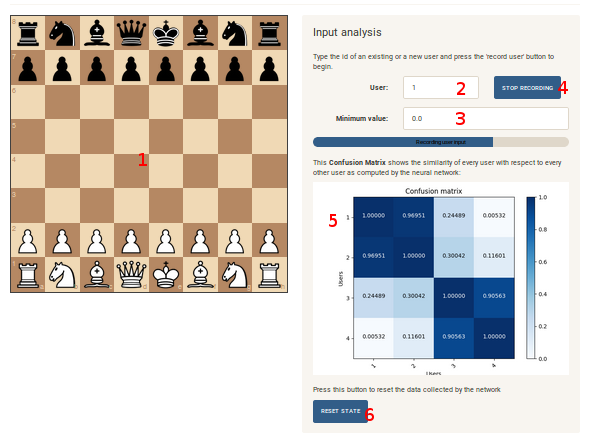 8
7
6
5
4
3
2
d
1
Input analysis
Type the id of an existing or a new user and press the 'record user' button to
begin.
User:
1
2
STOP RECORDING
4
Minimum value:
0.0
3
Recording user input
This Confusion Matrix shows the similarity of every user with respect to every
other user as computed by the neural network:
Confusion matrix
5
Users
1 1.00000 0.96951 0.24489 0.00532
2 0.96951 1.00000 0.30042 0.11601
3 0.24489 0.30042 1.00000 0.90563
4 0.00532 0.11601 0.90563 1.00000
1 2 3 4
Users
1.0
0.8
0.6
0.4
0.2
0.0
Press this button to reset the data collected by the network
RESET STATE
6